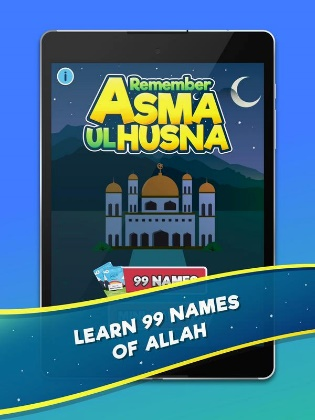 i
Remember
ASMA
UL HUSNA
99 NAMES
LEARN 99 NAMES
OF ALLAH